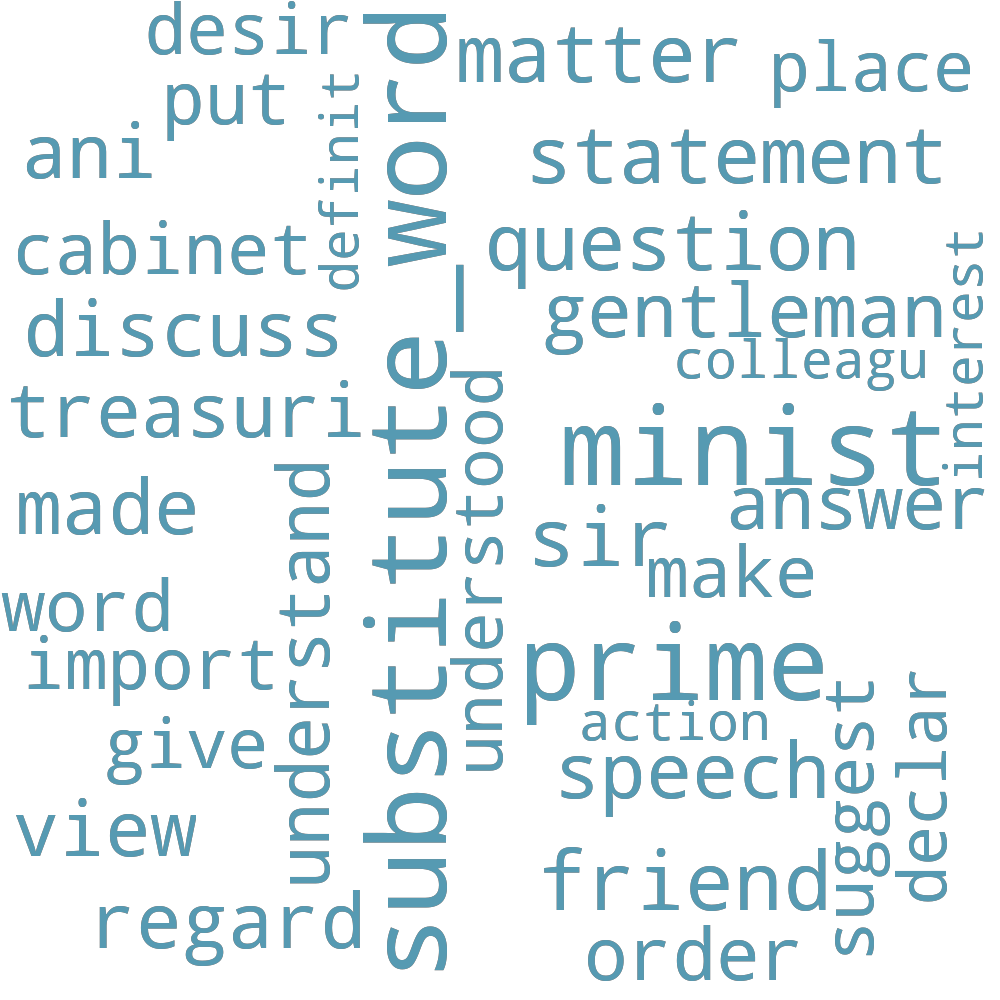 desir
matter
place
put
definit
ani
statement
substitute_word
cabinet
question
interest
discuss
gentleman
colleagu
treasuri
understood
minist
made
understand
answer
sir
make
word
import
prime
action
give
speech
suggest
declar
view
friend
regard
order